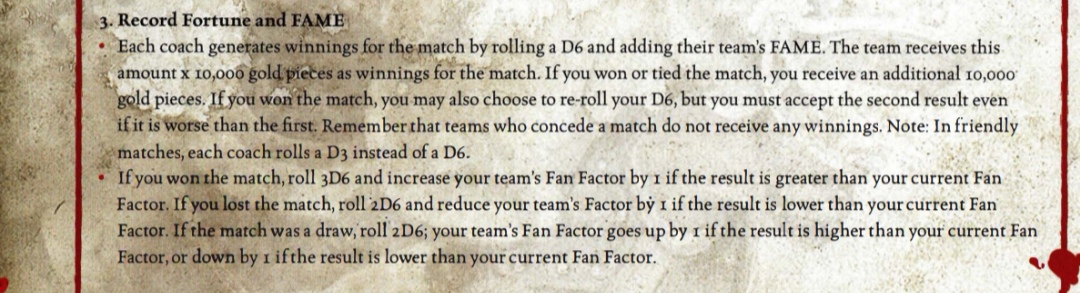 3. Record Fortune and FAME
• Each coach generates winnings for the match by rolling a D6 and adding their team's FAME. The team receives this
amount x 10,000 gold pieces as winnings for the match. If you won or tied the match, you receive an additional 10,000
gold pieces. If you won the match, you may also choose to re-roll your D6, but you must accept the second result even
if it is worse than the first. Remember that teams who concede a match do not receive any winnings. Note: In friendly
matches, each coach rolls a D3 instead of a D6.
• If you won the match, roll 3D6 and increase your team's Fan Factor by 1 if the result is greater than your current Fan
Factor. If you lost the match, roll 2D6 and reduce your team's Factor by 1 if the result is lower than your current Fan
Factor. If the match was a draw, roll 2D6; your team's Fan Factor goes up by 1 if the result is higher than your current Fan
Factor, or down by 1 if the result is lower than your current Fan Factor.